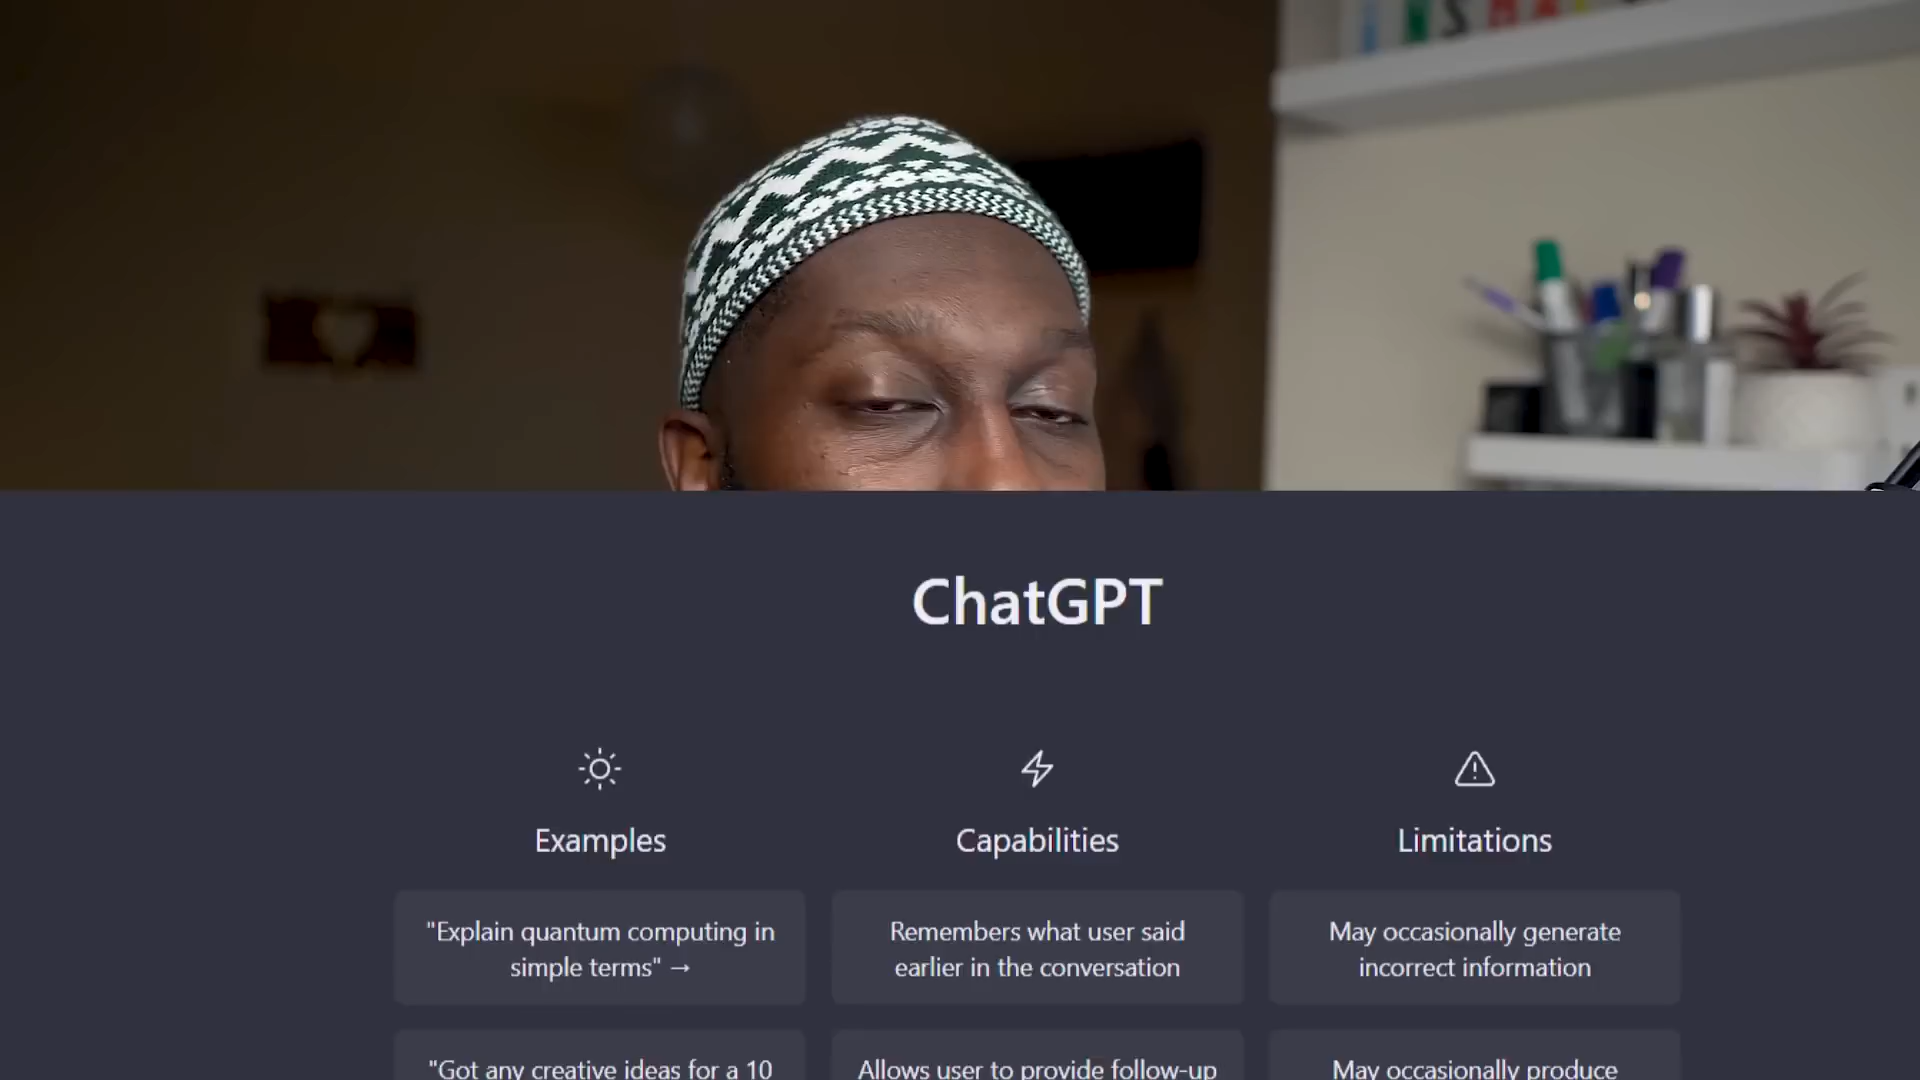 ChatGPT
Examples
Capabilities
Limitations
"Explain quantum computing in
simple terms" →
Remembers what user said
earlier in the conversation
May occasionally generate
incorrect information
"Got any creative ideas for a 10
Allows user to provide follow-up
May occasionally produce